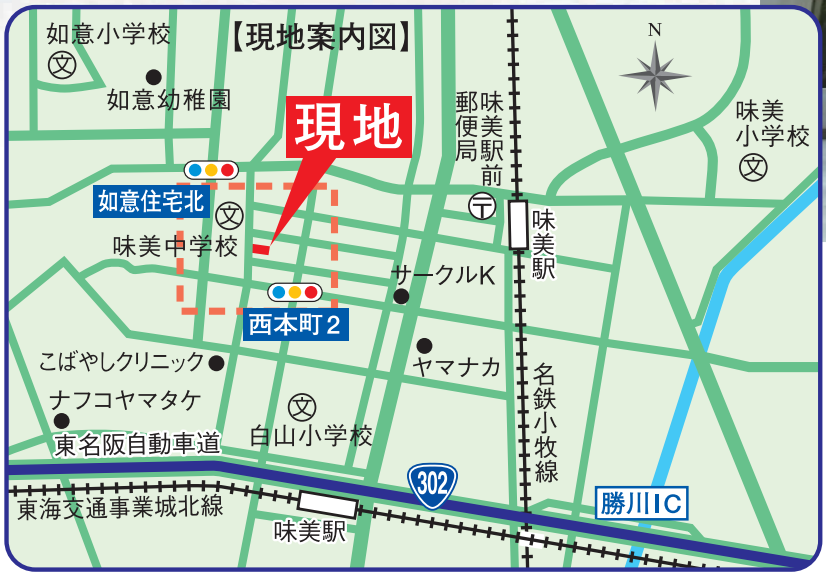 【現地案内図】
如意小学校
文
如意幼稚園
現地
味美駅前
郵便局
N
味美
小学校
文
如意住宅北
文
味美中学校
〒
味美駅
サークルK
西本町2
こばやしクリニック
ヤマナカ
ナフコヤマタケ
文
白山小学校
名鉄小牧線
東名阪自動車道
302
勝川IC
東海交通事業城北線
味美駅